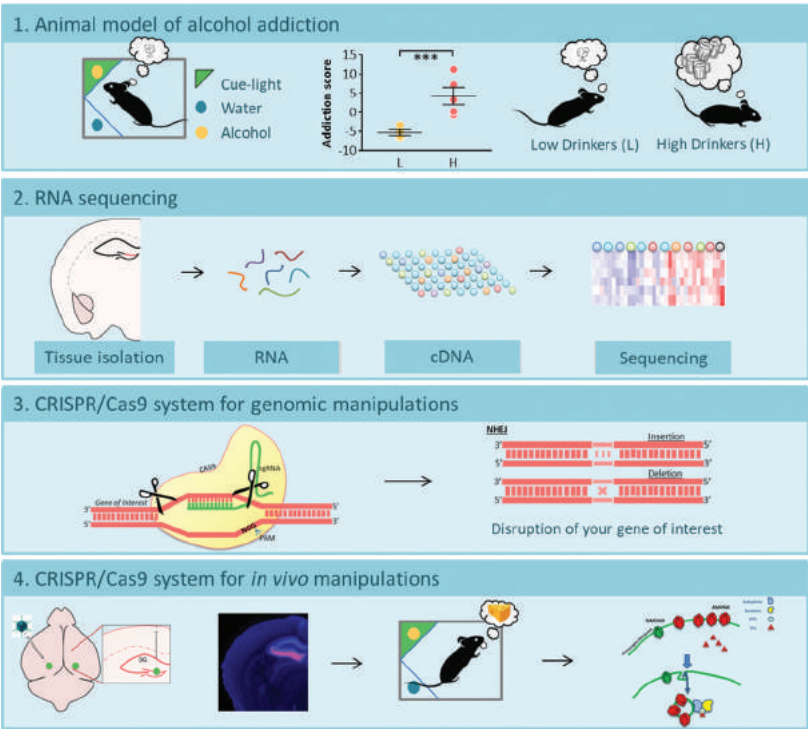 1. Animal model of alcohol addiction
Cue-light
Water
Alcohol
Addiction score
15
10
5
0
-5
-10
***
L
H
Low Drinkers (L)
High Drinkers (H)
2. RNA sequencing
Tissue isolation
RNA
cDNA
Sequencing
3. CRISPR/Cas9 system for genomic manipulations
CAS9
sgRNA
Gene of Interest
3'
5'
5'
3'
NGG
PAM
NHEJ
Insertion
3'
5'
5'
3'
Deletion
3'
5'
5'
3'
Disruption of your gene of interest
4. CRISPR/Cas9 system for in vivo manipulations
DG